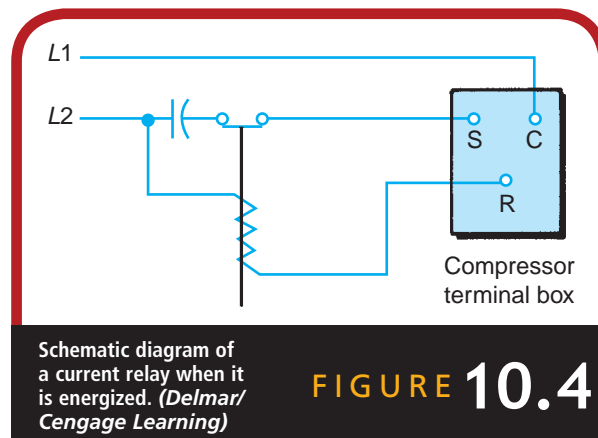 L1
L2
S C
R
Compressor
terminal box
Schematic diagram of
a current relay when it
is energized. (Delmar/
Cengage Learning)
FIGURE 10.4